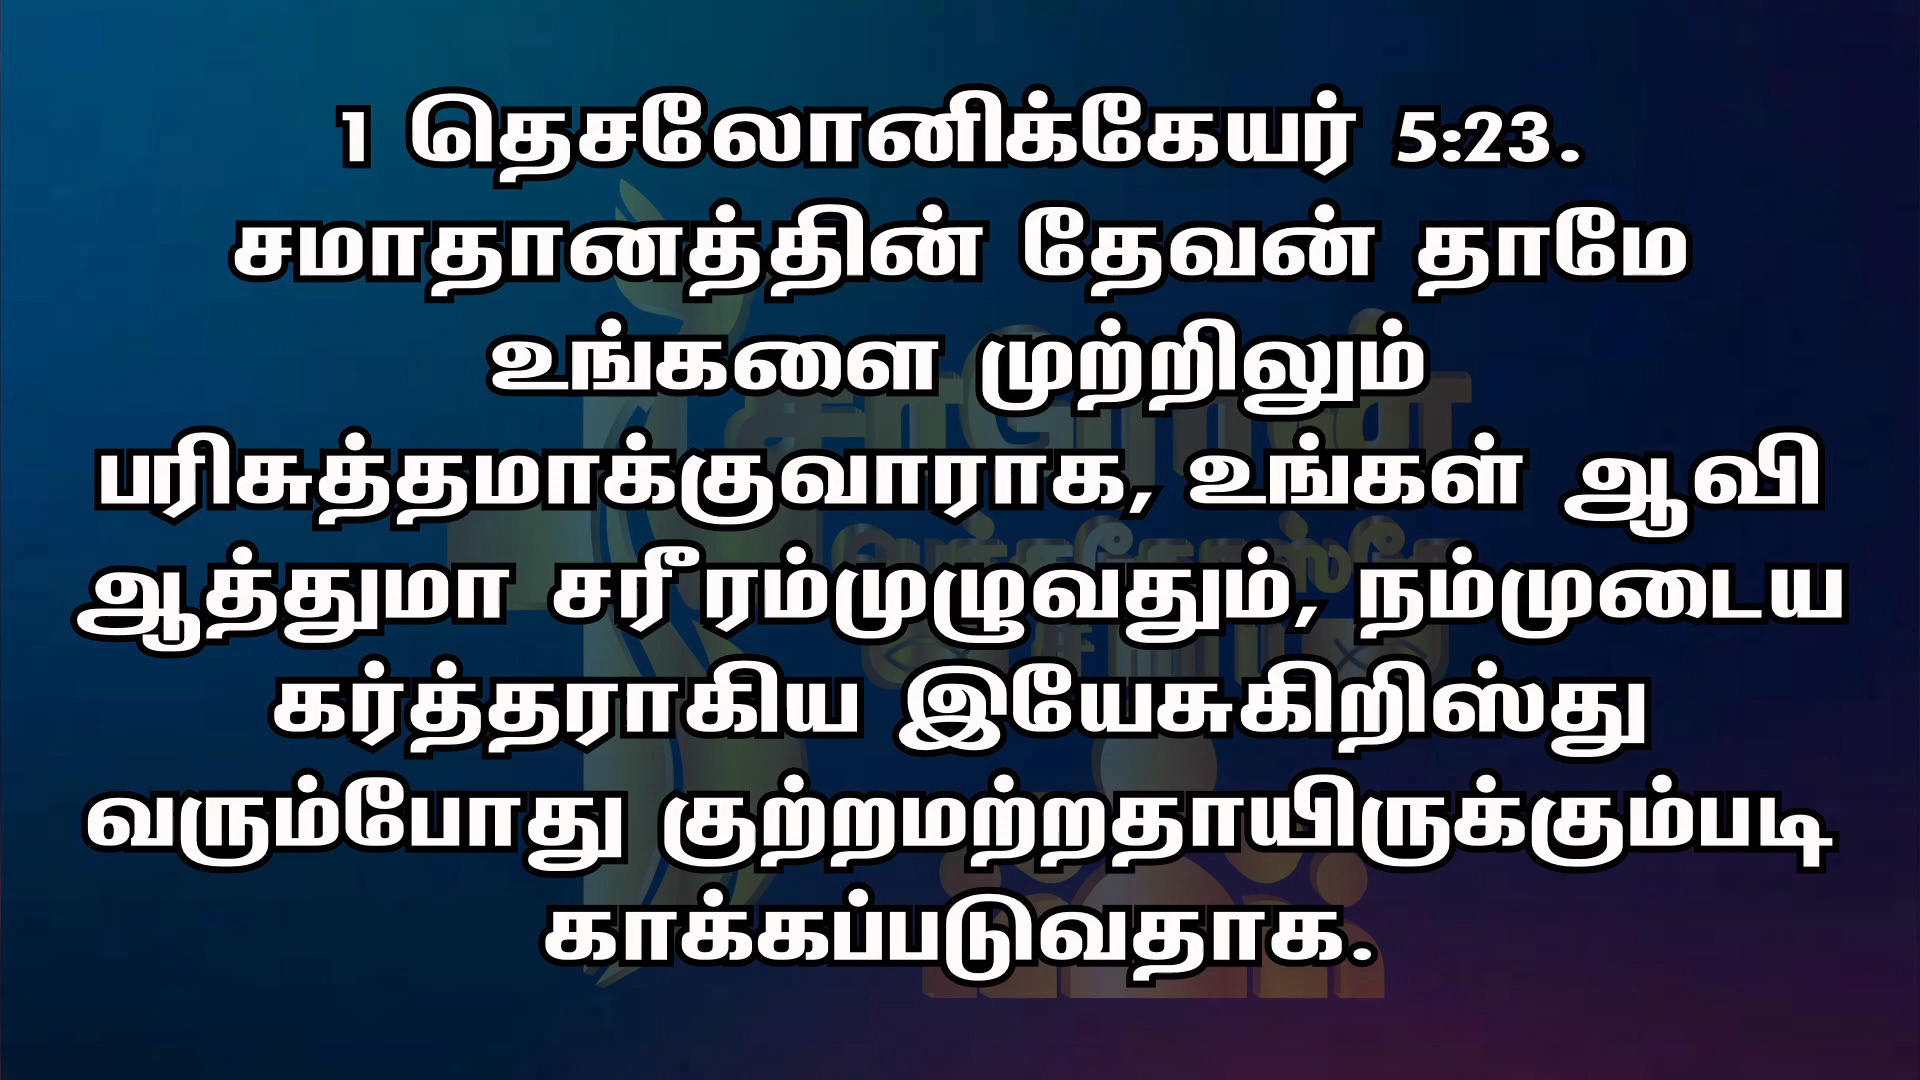 1 தெசலோனிக்கேயர் 5:23.
சமாதானத்தின் தேவன் தாமே
உங்களை முற்றிலும்
பரிசுத்தமாக்குவாராக, உங்கள் ஆவி
ஆத்துமா சரீரம்முழுவதும், நம்முடைய
கர்த்தராகிய இயேசுகிறிஸ்து
வரும்போது குற்றமற்றதாயிருக்கும்படி
காக்கப்படுவதாக.